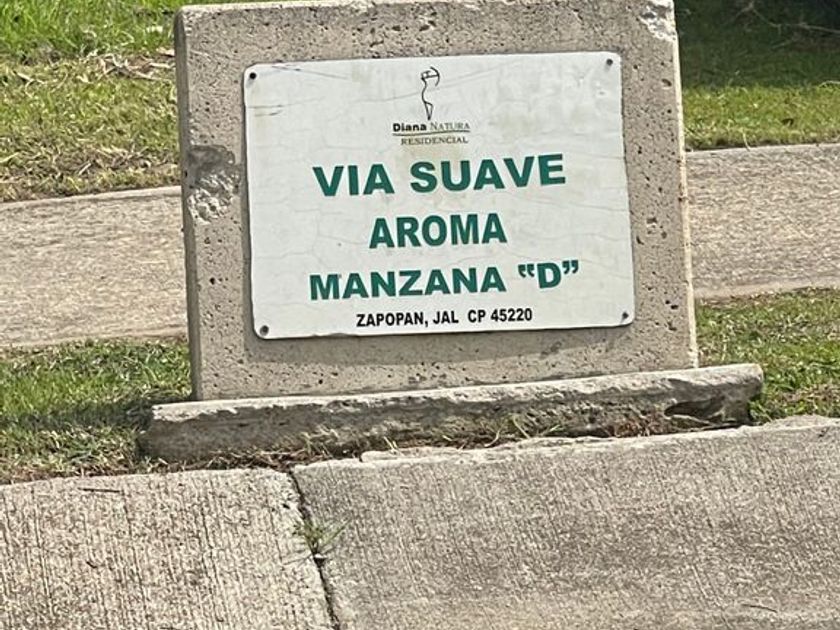 Diana NATURA
RESIDENCIAL
VIA SUAVE
AROMA
MANZANA "D"
ZAPOPAN, JAL CP 45220